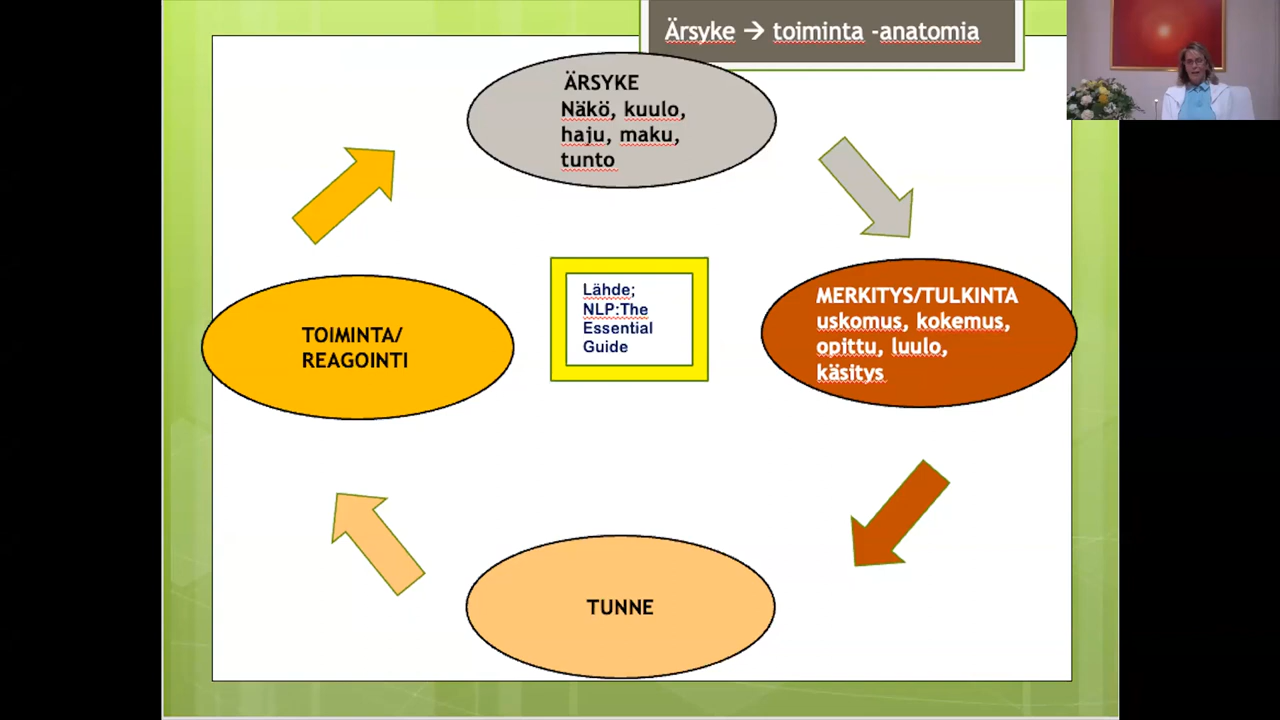 Ärsyke → toiminta -anatomia
ÄRSYKE
Näkö, kuulo,
haju, maku,
tunto
MERKITYS/TULKINTA
uskomus, kokemus,
opittu, luulo,
käsitys
Lähde;
NLP:The
Essential
Guide
TOIMINTA/
REAGOINTI
TUNNE